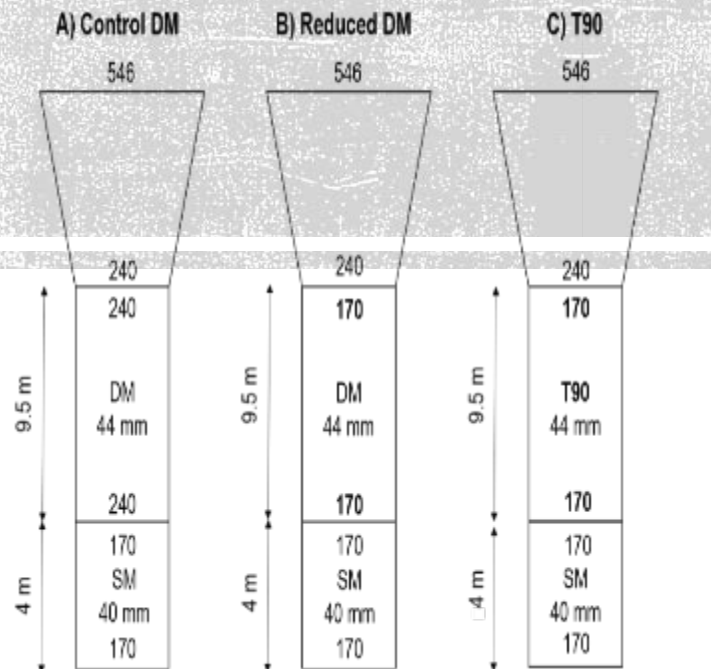 A) Control DM
B) Reduced DM
C) T90
546
546
546
240
240
240
240
170
170
9.5 m
9.5 m
9.5 m
DM
DM
T90
44 mm
44 mm
44 mm
240
170
170
170
170
170
4 m
4 m
4 m
SM
SM
SM
40 mm
40 mm
40 mm
170
170
170